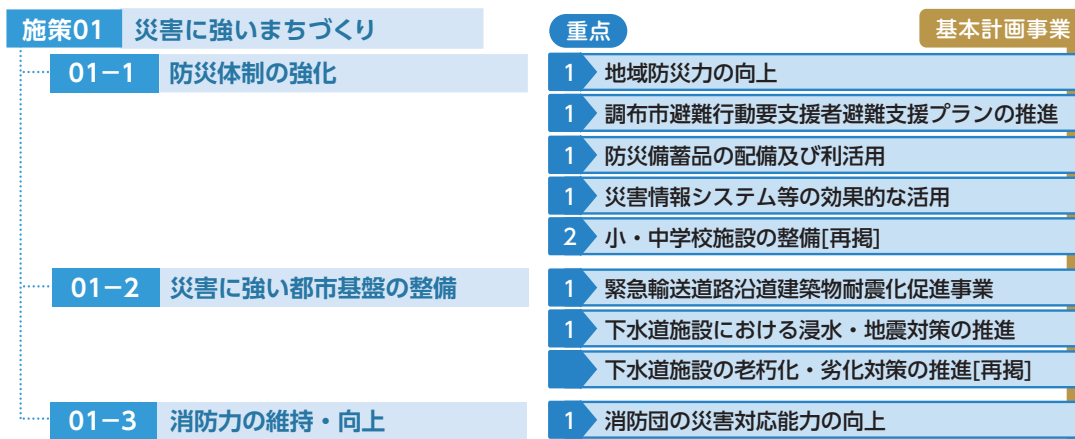 施策01 災害に強いまちづくり
重点 基本計画事業
01－1 防災体制の強化
1 地域防災力の向上
1 調布市避難行動要支援者避難支援プランの推進
1 防災備蓄品の配備及び利活用
1 災害情報システム等の効果的な活用
2 小・中学校施設の整備[再掲]
01－2 災害に強い都市基盤の整備
1 緊急輸送道路沿道建築物耐震化促進事業
1 下水道施設における浸水・地震対策の推進
下水道施設の老朽化・劣化対策の推進[再掲]
01－3 消防力の維持・向上
1 消防団の災害対応能力の向上